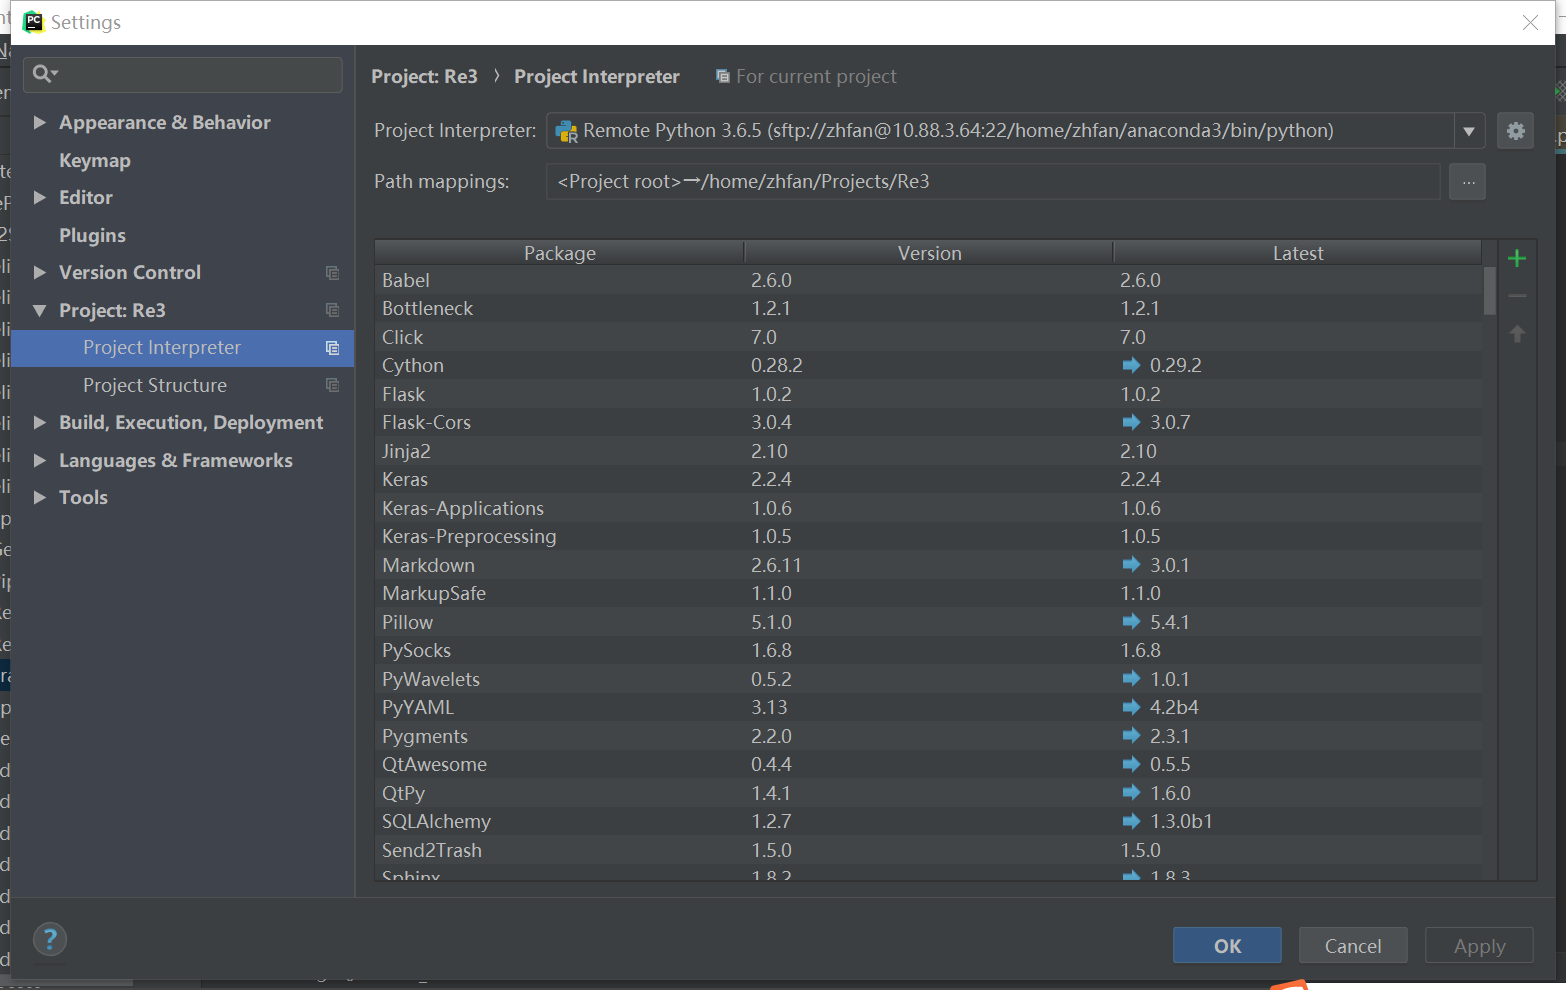 PC Settings
Appearance & Behavior
Keymap
Editor
Plugins
Version Control
Project: Re3
Project Interpreter
Project Structure
Build, Execution, Deployment
Languages & Frameworks
Tools
Project: Re3 〉 Project Interpreter For current project
Project Interpreter: Remote Python 3.6.5 (sftp://zhfan@10.88.3.64:22/home/zhfan/anaconda3/bin/python)
Path mappings: <Project root>→/home/zhfan/Projects/Re3 ...
Package Version Latest
Babel 2.6.0 2.6.0
Bottleneck 1.2.1 1.2.1
Click 7.0 7.0
Cython 0.28.2 0.29.2
Flask 1.0.2 1.0.2
Flask-Cors 3.0.4 3.0.7
Jinja2 2.10 2.10
Keras 2.2.4 2.2.4
Keras-Applications 1.0.6 1.0.6
Keras-Preprocessing 1.0.5 1.0.5
Markdown 2.6.11 3.0.1
MarkupSafe 1.1.0 1.1.0
Pillow 5.1.0 5.4.1
PySocks 1.6.8 1.6.8
PyWavelets 0.5.2 1.0.1
PyYAML 3.13 4.2b4
Pygments 2.2.0 2.3.1
QtAwesome 0.4.4 0.5.5
QtPy 1.4.1 1.6.0
SQLAlchemy 1.2.7 1.3.0b1
Send2Trash 1.5.0 1.5.0
Sphinx 1.8.2 1.8.3
? OK Cancel Apply